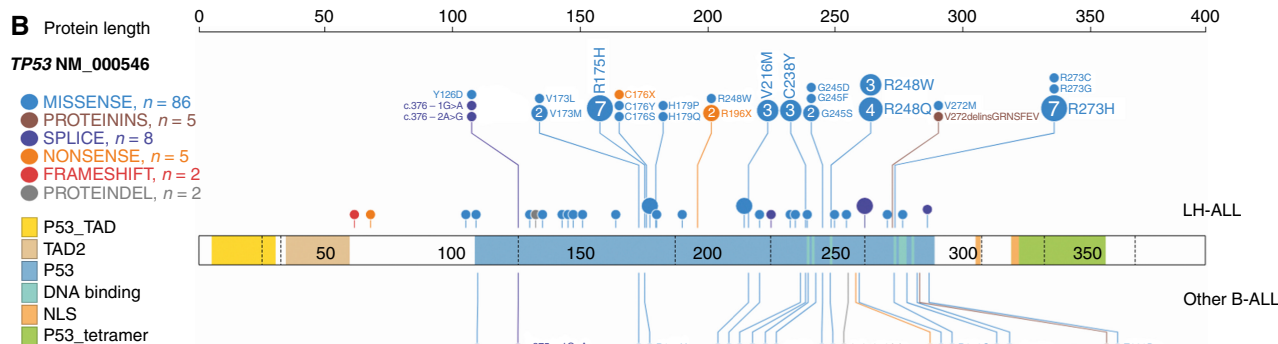 B Protein length
0 50 100 150 200 250 300 350 400
TP53 NM_000546
MISSENSE, n = 86
PROTEININS, n = 5
SPLICE, n = 8
NONSENSE, n = 5
FRAMESHIFT, n = 2
PROTEINDEL, n = 2
P53_TAD
TAD2
P53
DNA binding
NLS
P53_tetramer
Y126D
c.376 – 1G>A
c.376 – 2A>G
V173L
2 V173M
7 R175H
C176X
C176Y
C176S
H179P
H179Q
R248W
2 R196X
3 V216M
3 C238Y
G245D
G245F
2 G245S
3 R248W
4 R248Q
V272M
V272delinsGRNSFEV
R273C
R273G
7 R273H
LH-ALL
50 100 150 200 250 300 350
Other B-ALL